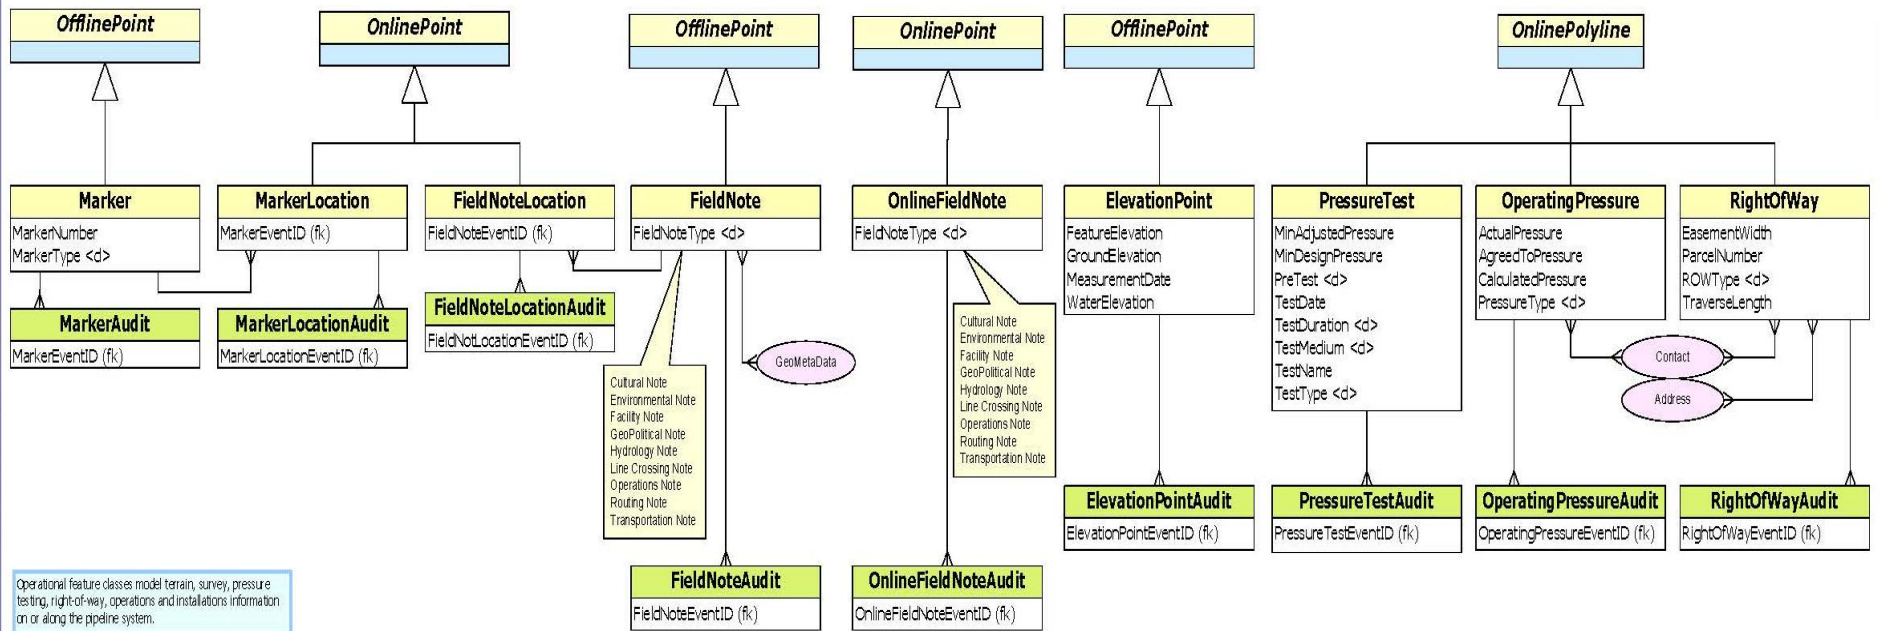 OfflinePoint
OnlinePoint
OfflinePoint
OnlinePoint
OfflinePoint
OnlinePolyline
Marker
MarkerNumber
MarkerType <d>
MarkerLocation
MarkerEventID (fk)
FieldNoteLocation
FieldNoteEventID (fk)
FieldNote
FieldNoteType <d>
OnlineFieldNote
FieldNoteType <d>
ElevationPoint
FeatureElevation
GroundElevation
MeasurementDate
WaterElevation
PressureTest
MinAdjustedPressure
MinDesignPressure
PreTest <d>
TestDate
TestDuration <d>
TestMedium <d>
TestName
TestType <d>
OperatingPressure
ActualPressure
AgreedToPressure
CalculatedPressure
PressureType <d>
RightOfWay
EasementWidth
ParcelNumber
ROWType <d>
TraverseLength
MarkerAudit
MarkerEventID (fk)
MarkerLocationAudit
MarkerLocationEventID (fk)
FieldNoteLocationAudit
FieldNotLocationEventID (fk)
Cultural Note
Environmental Note
Facility Note
GeoPolitical Note
Hydrology Note
Line Crossing Note
Operations Note
Routing Note
Transportation Note
GeoMetaData
Cultural Note
Environmental Note
Facility Note
GeoPolitical Note
Hydrology Note
Line Crossing Note
Operations Note
Routing Note
Transportation Note
Contact
Address
ElevationPointAudit
ElevationPointEventID (fk)
PressureTestAudit
PressureTestEventID (fk)
OperatingPressureAudit
OperatingPressureEventID (fk)
RightOfWayAudit
RightOfWayEventID (fk)
FieldNoteAudit
FieldNoteEventID (fk)
OnlineFieldNoteAudit
OnlineFieldNoteEventID (fk)
Operational feature classes model terrain, survey, pressure
testing, right-of-way, operations and installations information
on or along the pipeline system.